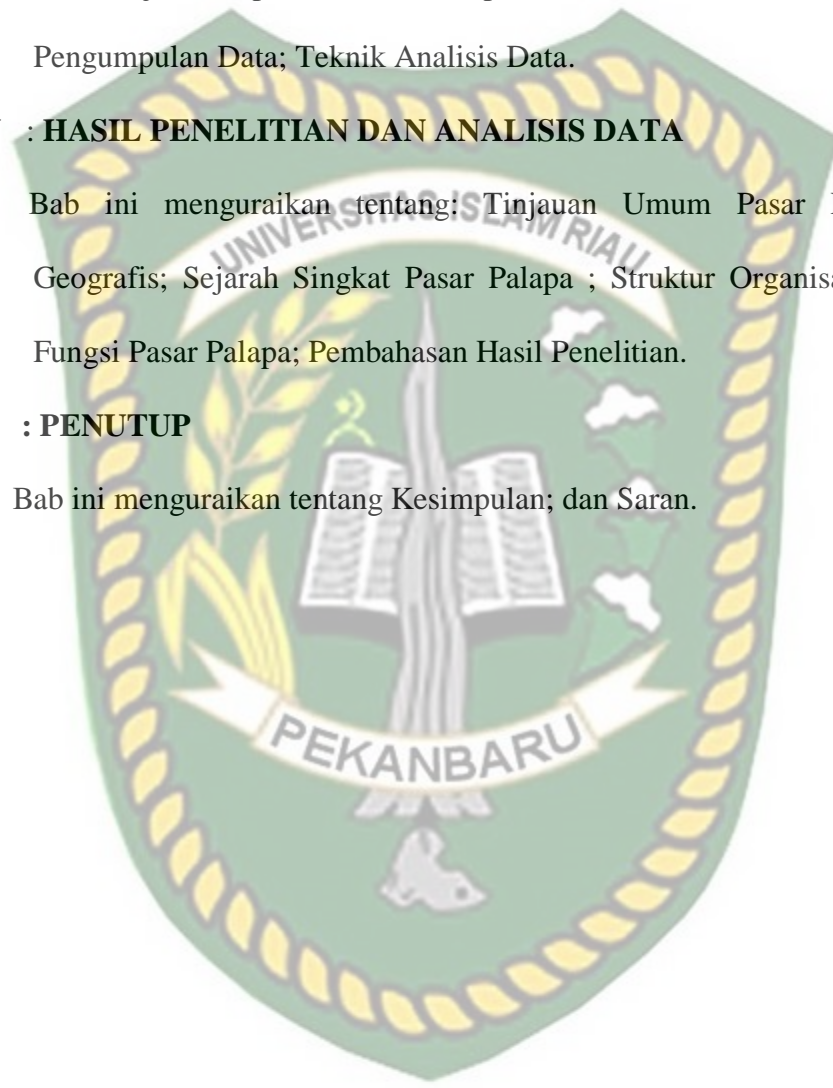 Pengumpulan Data; Teknik Analisis Data.
: HASIL PENELITIAN DAN ANALISIS DATA
Bab ini menguraikan tentang: Tinjauan Umum Pasar
Geografis; Sejarah Singkat Pasar Palapa ; Struktur
Fungsi Pasar Palapa; Pembahasan Hasil Penelitian.
: PENUTUP
Bab ini menguraikan tentang Kesimpulan; dan Saran.
UNIVERSITAS ISLAM RIAU
PEKANBARU